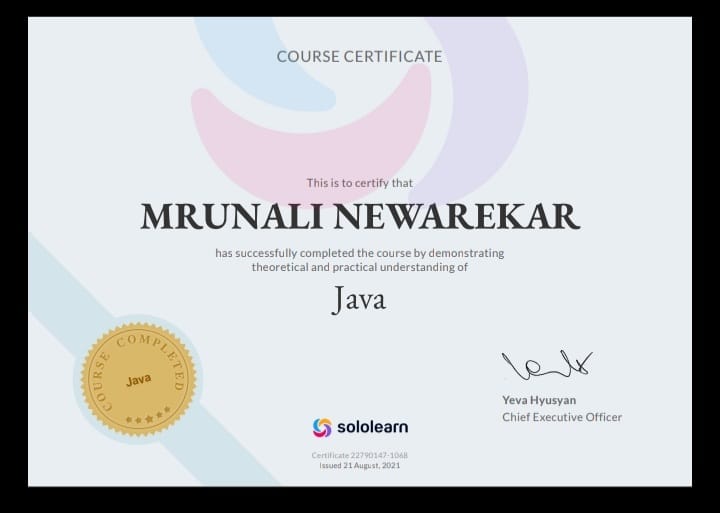 COURSE CERTIFICATE
This is to certify that
MRUNALI NEWAREKAR
has successfully completed the course by demonstrating
theoretical and practical understanding of
Java
COURSE COMPLETED
Java
Yeva Hyusyan
Chief Executive Officer
sololearn
Certificate 22790147-1068
Issued 21 August, 2021